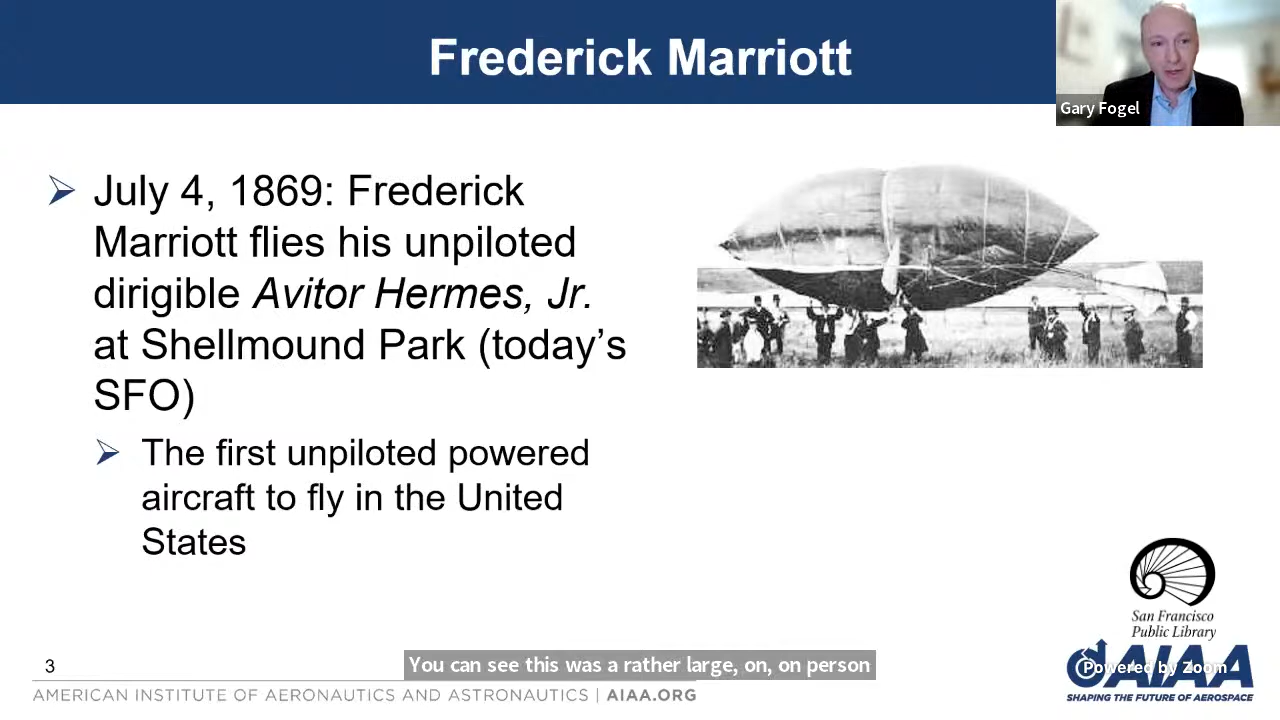 Frederick Marriott
Gary Fogel
July 4, 1869: Frederick
Marriott flies his unpiloted
dirigible Avitor Hermes, Jr.
at Shellmound Park (today’s
SFO)
The first unpiloted powered
aircraft to fly in the United
States
San Francisco
Public Library
3
You can see this was a rather large, on, on person
AIAA
Powered by Zoom
SHAPING THE FUTURE OF AEROSPACE
AMERICAN INSTITUTE OF AERONAUTICS AND ASTRONAUTICS | AIAA.ORG